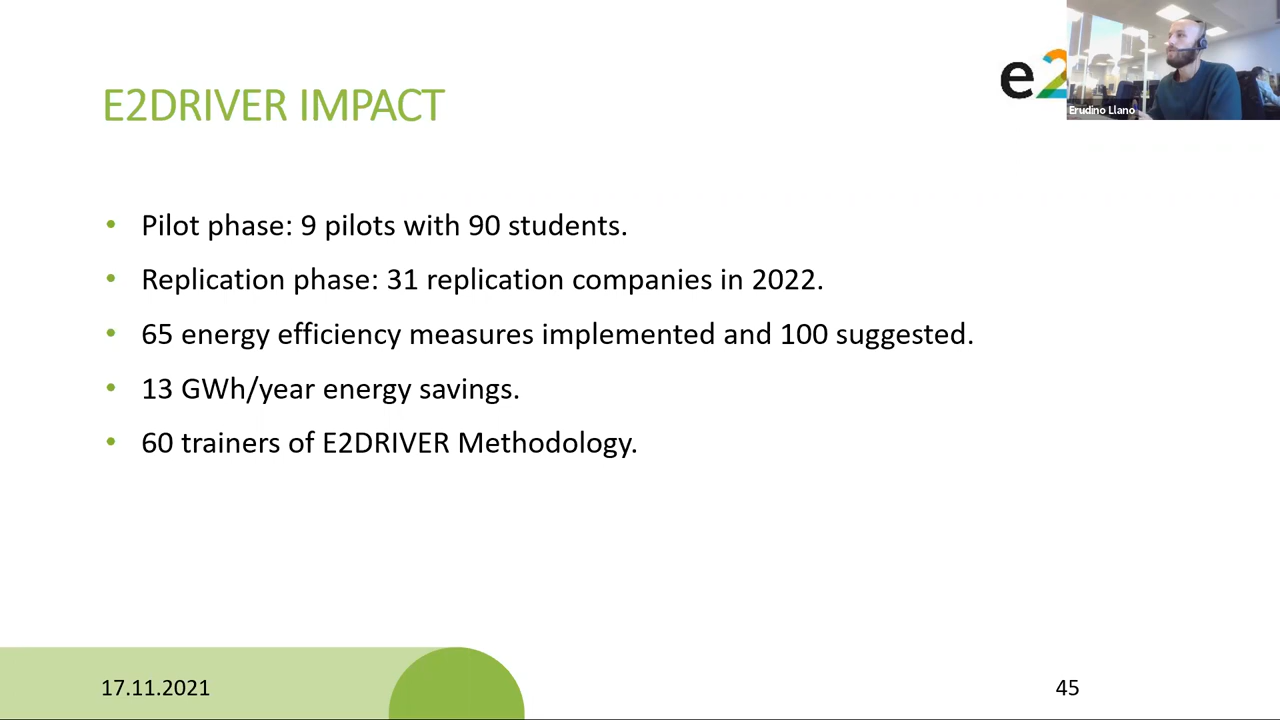 E2DRIVER IMPACT
e2
Erudino Llano
• Pilot phase: 9 pilots with 90 students.
• Replication phase: 31 replication companies in 2022.
• 65 energy efficiency measures implemented and 100 suggested.
• 13 GWh/year energy savings.
• 60 trainers of E2DRIVER Methodology.
17.11.2021
45